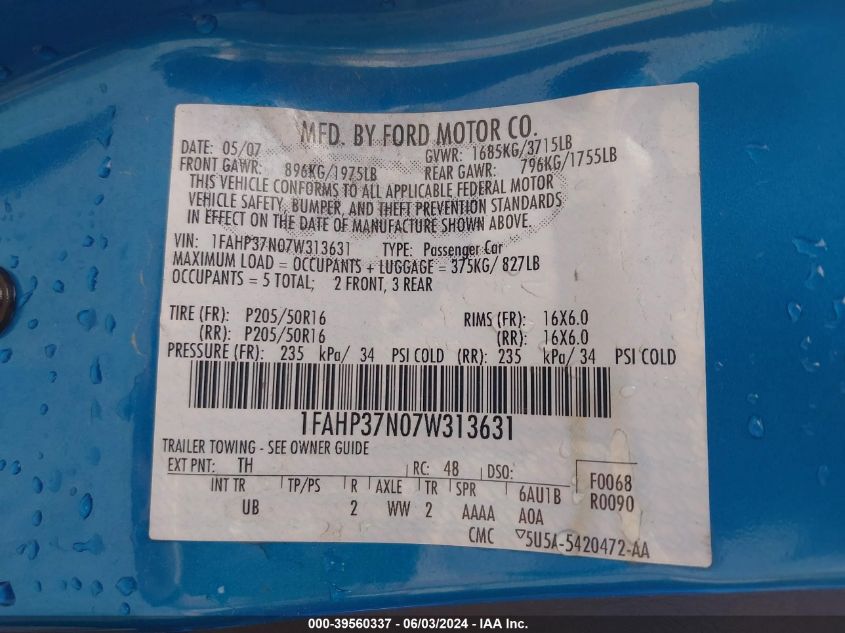 MFD. BY FORD MOTOR CO.
DATE: 05/07 GVWR: 1685KG/3715LB
FRONT GAWR: 896KG/1975LB REAR GAWR: 796KG/1755LB
THIS VEHICLE CONFORMS TO ALL APPLICABLE FEDERAL MOTOR
VEHICLE SAFETY, BUMPER, AND THEFT PREVENTION STANDARDS
IN EFFECT ON THE DATE OF MANUFACTURE SHOWN ABOVE.
VIN: 1FAHP37N07W313631 TYPE: Passenger Car
MAXIMUM LOAD = OCCUPANTS + LUGGAGE = 375KG/ 827LB
OCCUPANTS = 5 TOTAL; 2 FRONT, 3 REAR
TIRE (FR): P205/50R16 RIMS (FR): 16X6.0
(RR): P205/50R16 (RR): 16X6.0
PRESSURE (FR): 235 kPa/ 34 PSI COLD (RR): 235 kPa/ 34 PSI COLD
1FAHP37N07W313631
TRAILER TOWING - SEE OWNER GUIDE
EXT PNT: TH RC: 48 DSO: F0068
INT TR TP/PS R AXLE TR SPR 6AU1B R0090
UB 2 WW 2 AAAA A0A
CMC ▽5U5A-5420472-AA
000-39560337 - 06/03/2024 - IAA Inc.